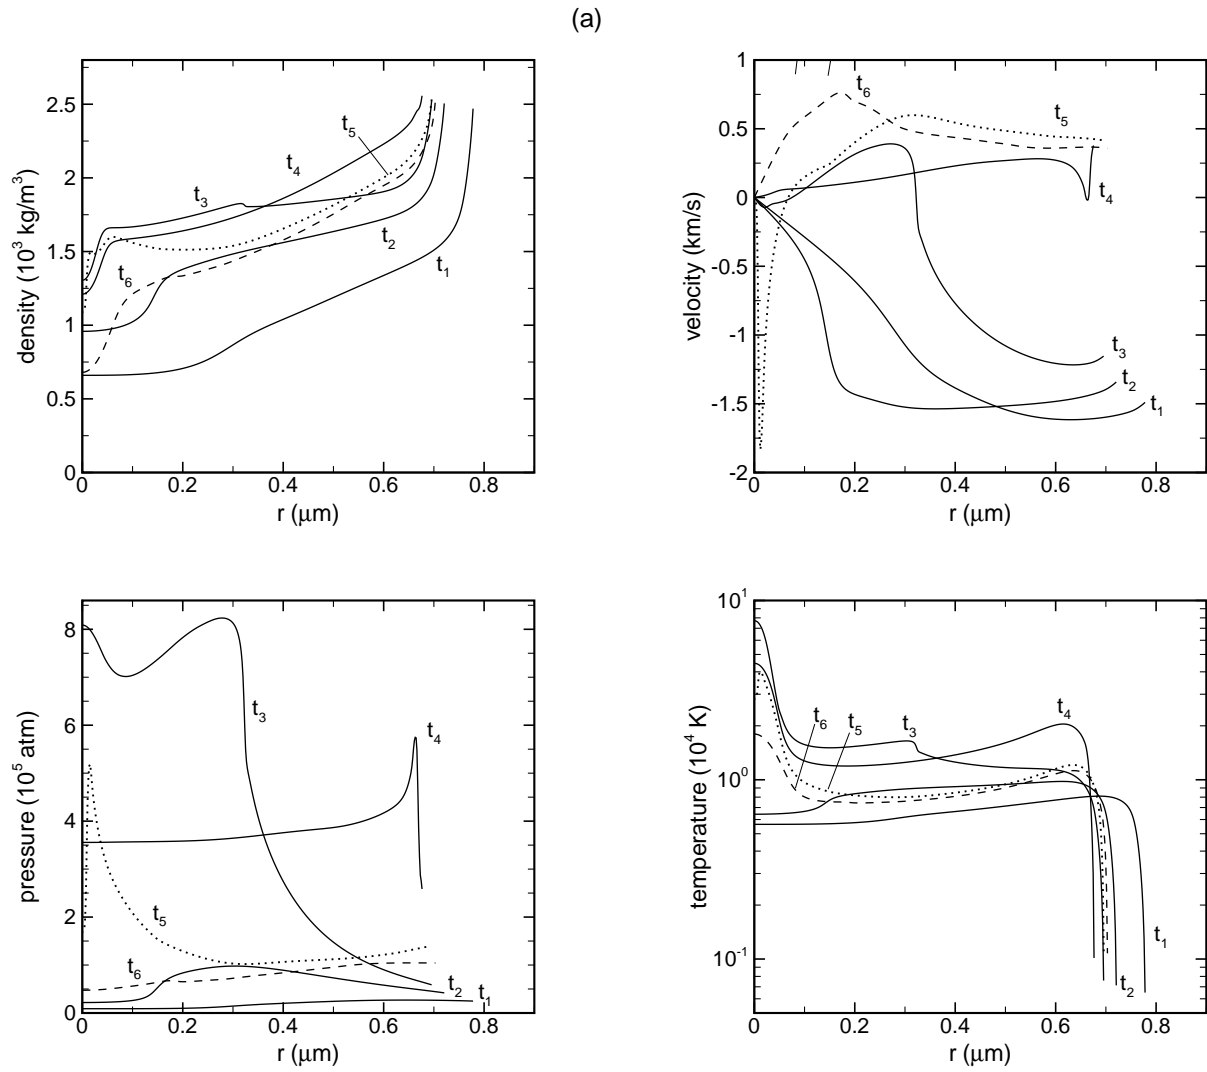 (a)
density (10³ kg/m³)
2.5
2
1.5
1
0.5
0
0 0.2 0.4 0.6 0.8
r (μm)
t₅
t₄
t₃
t₂
t₆
t₁
velocity (km/s)
1
0.5
0
-0.5
-1
-1.5
-2
0 0.2 0.4 0.6 0.8
r (μm)
t₆
t₅
t₄
t₃
t₂
t₁
pressure (10⁵ atm)
8
6
4
2
0
0 0.2 0.4 0.6 0.8
r (μm)
t₃
t₄
t₅
t₆
t₂
t₁
temperature (10⁴ K)
10¹
10⁰
10⁻¹
0 0.2 0.4 0.6 0.8
r (μm)
t₆
t₅
t₃
t₄
t₁
t₂